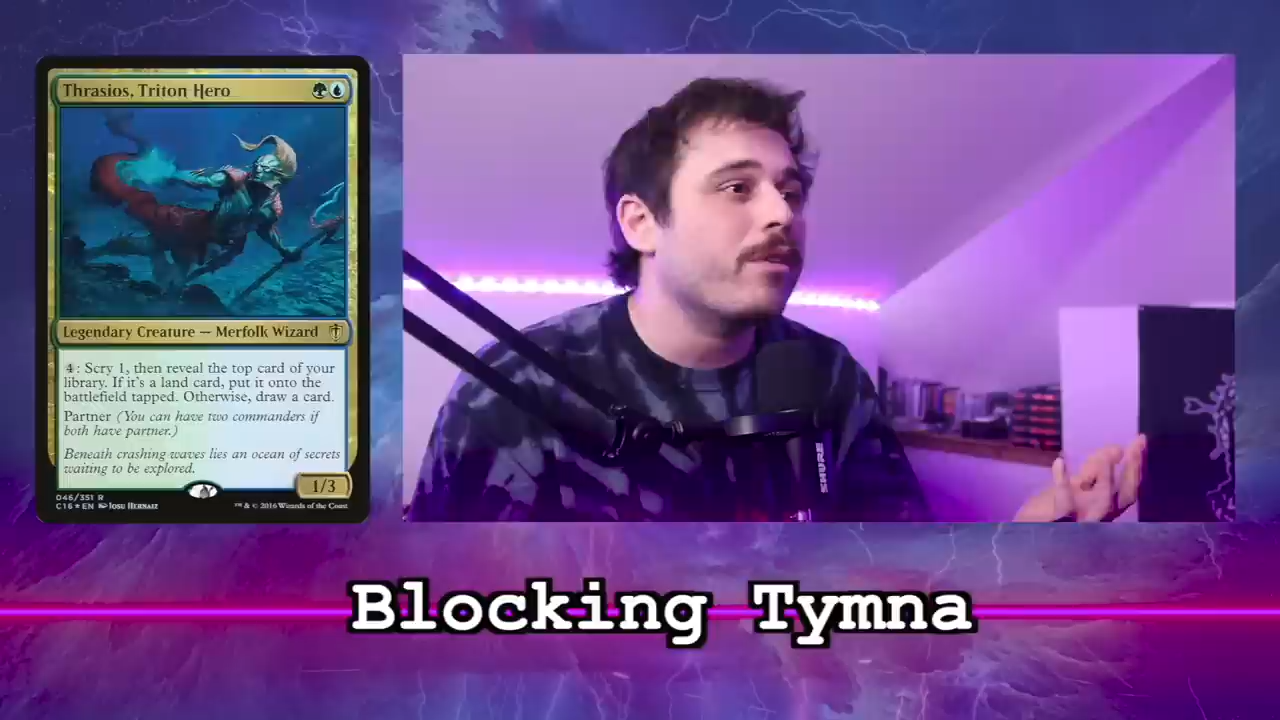 Thrasios, Triton Hero
Legendary Creature — Merfolk Wizard
4: Scry 1, then reveal the top card of your
library. If it's a land card, put it onto the
battlefield tapped. Otherwise, draw a card.
Partner (You can have two commanders if
both have partner.)
Beneath crashing waves lies an ocean of secrets
waiting to be explored.
1/3
046/351 R
C16 ★ EN Josu Hernaiz
™ & © 2016 Wizards of the Coast
SHURE
Blocking Tymna